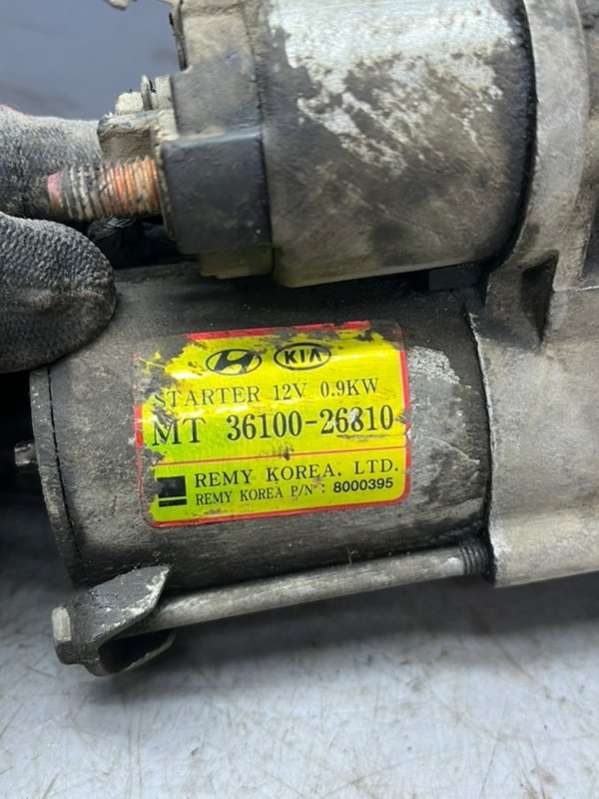 KIA
STARTER 12V 0.9KW
MT 36100-26810
REMY KOREA, LTD.
REMY KOREA P/N : 8000395